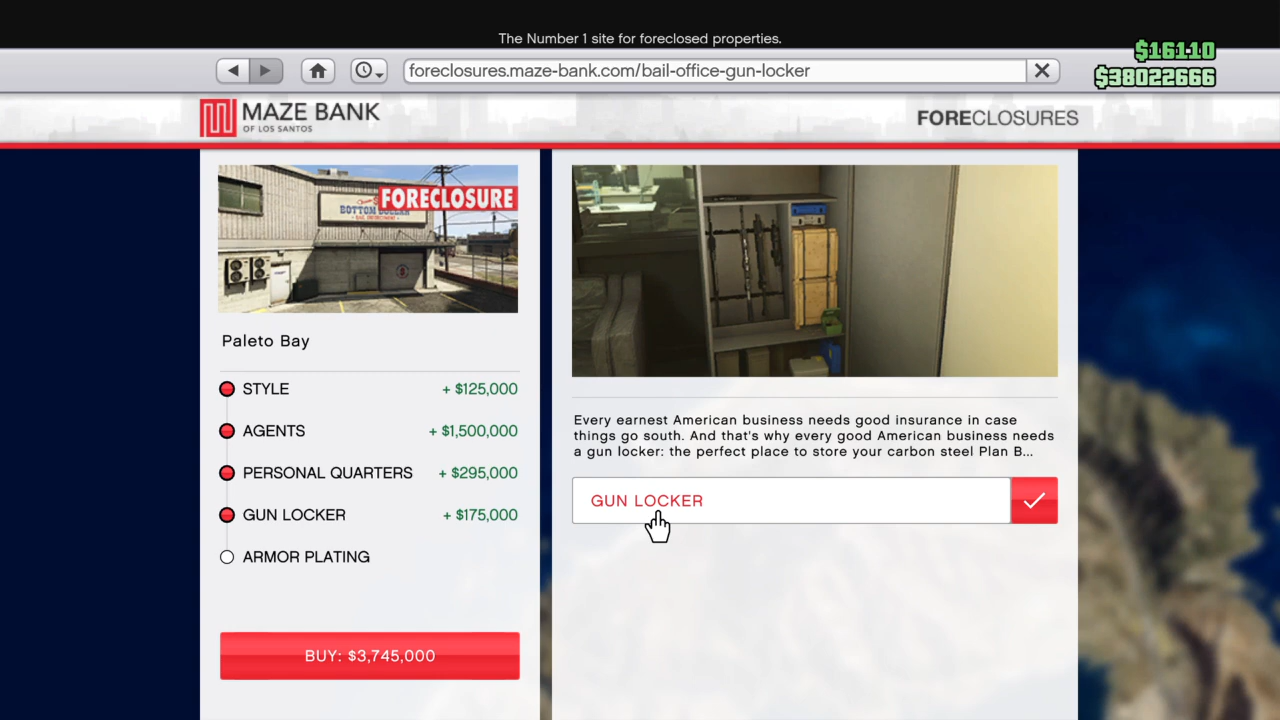 The Number 1 site for foreclosed properties.
$16110
foreclosures.maze-bank.com/bail-office-gun-locker
$38022666
MAZE BANK
OF LOS SANTOS
FORECLOSURES
FORECLOSURE
BOTTOM DOLLAR
BAIL ENFORCEMENT
Paleto Bay
STYLE + $125,000
AGENTS + $1,500,000
PERSONAL QUARTERS + $295,000
GUN LOCKER + $175,000
ARMOR PLATING
BUY: $3,745,000
Every earnest American business needs good insurance in case
things go south. And that's why every good American business needs
a gun locker: the perfect place to store your carbon steel Plan B...
GUN LOCKER